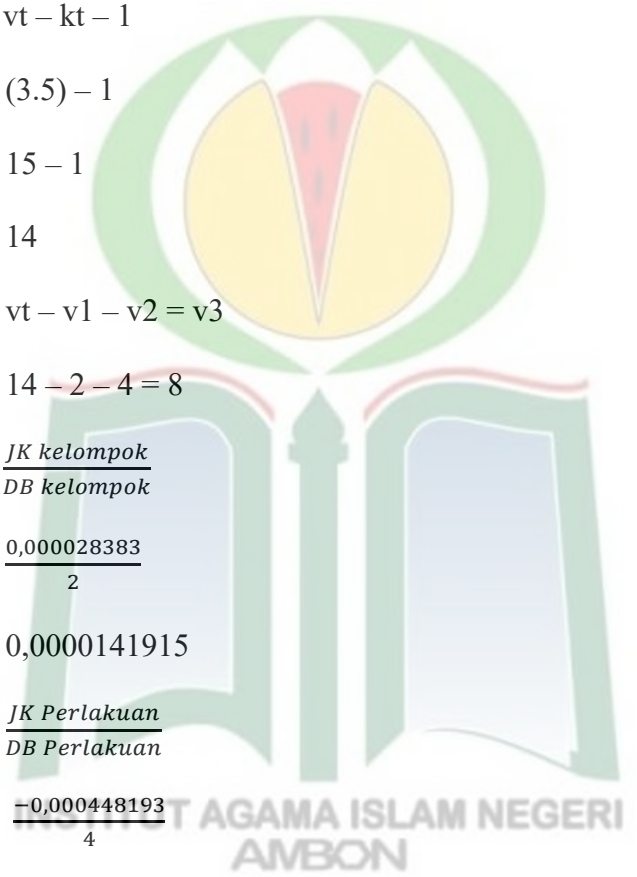 vt – kt – 1
(3.5) – 1
15 – 1
14
vt – v1 – v2 = v3
14 – 2 – 4 = 8
JK kelompok
DB kelompok
0,000028383
2
0,0000141915
JK Perlakuan
DB Perlakuan
−0,000448193
4
INSTITUT AGAMA ISLAM NEGERI
AMBON